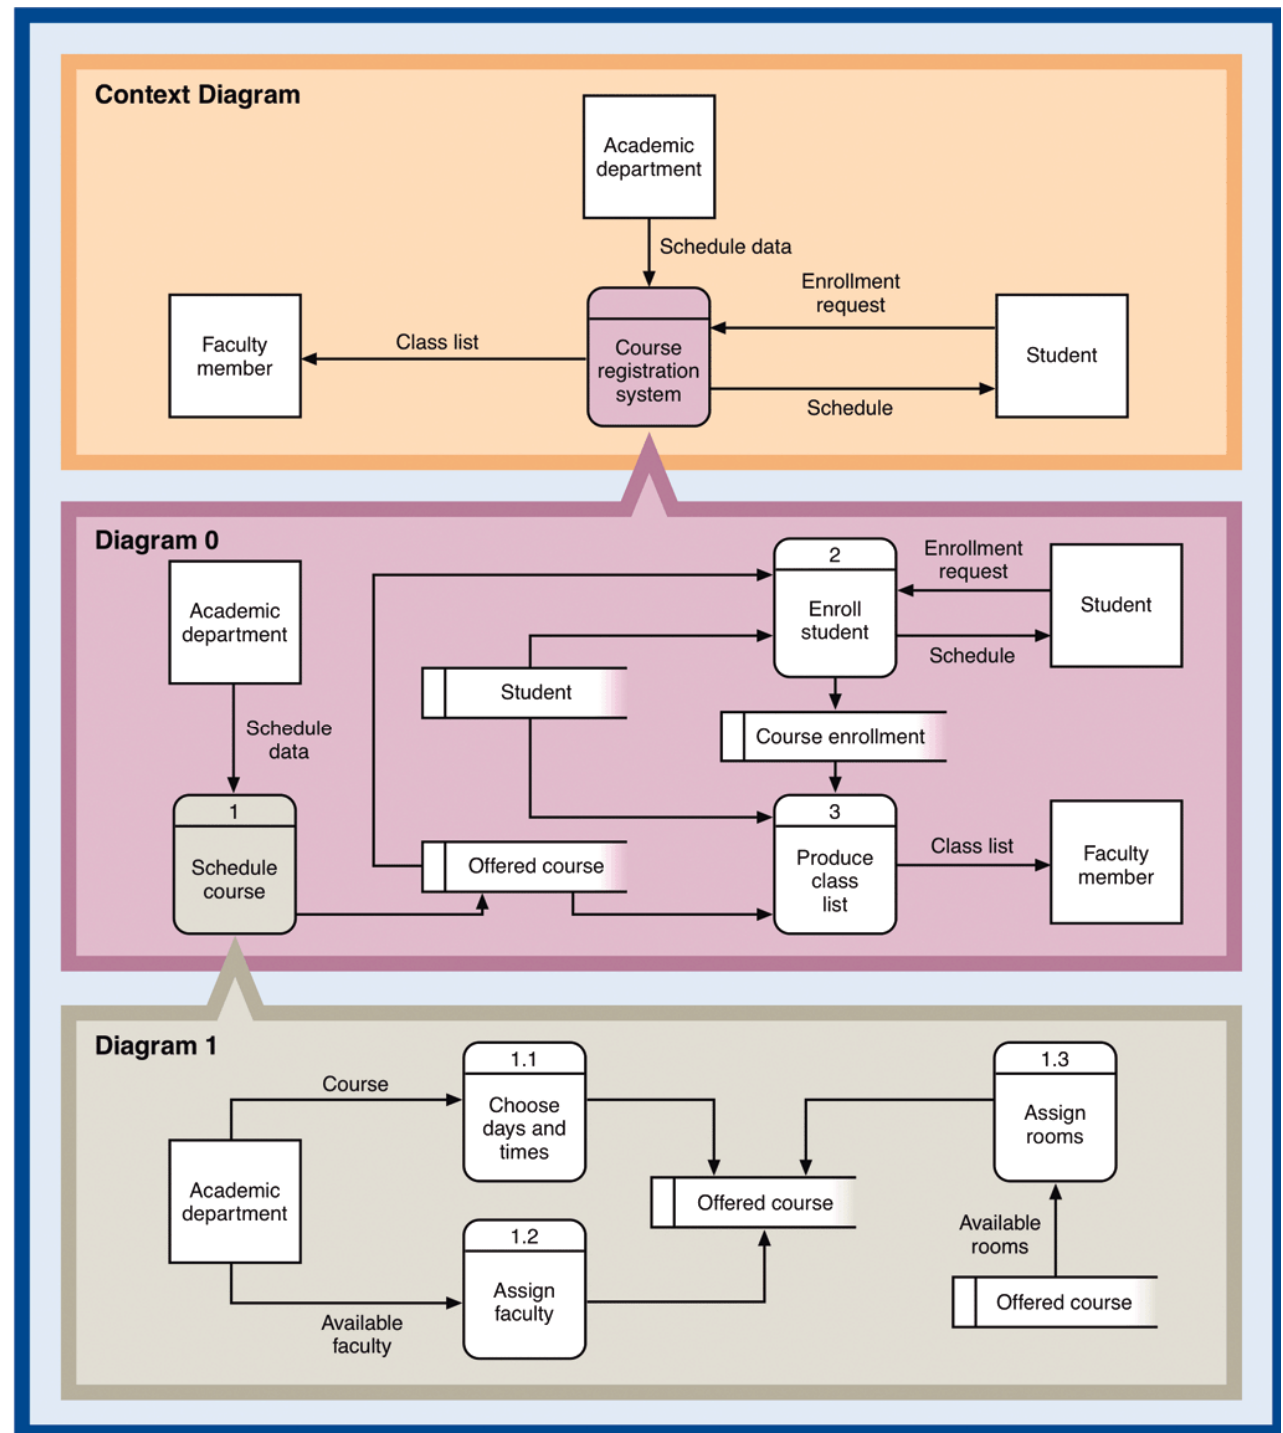 Context Diagram
Academic
department
Schedule data
Enrollment
request
Faculty
member
Class list
Course
registration
system
Student
Schedule
Diagram 0
Academic
department
Schedule
data
1
Schedule
course
Student
Offered course
2
Enroll
student
Enrollment
request
Student
Schedule
Course enrollment
3
Produce
class
list
Class list
Faculty
member
Diagram 1
Academic
department
Course
1.1
Choose
days and
times
Available
faculty
1.2
Assign
faculty
Offered course
1.3
Assign
rooms
Available
rooms
Offered course